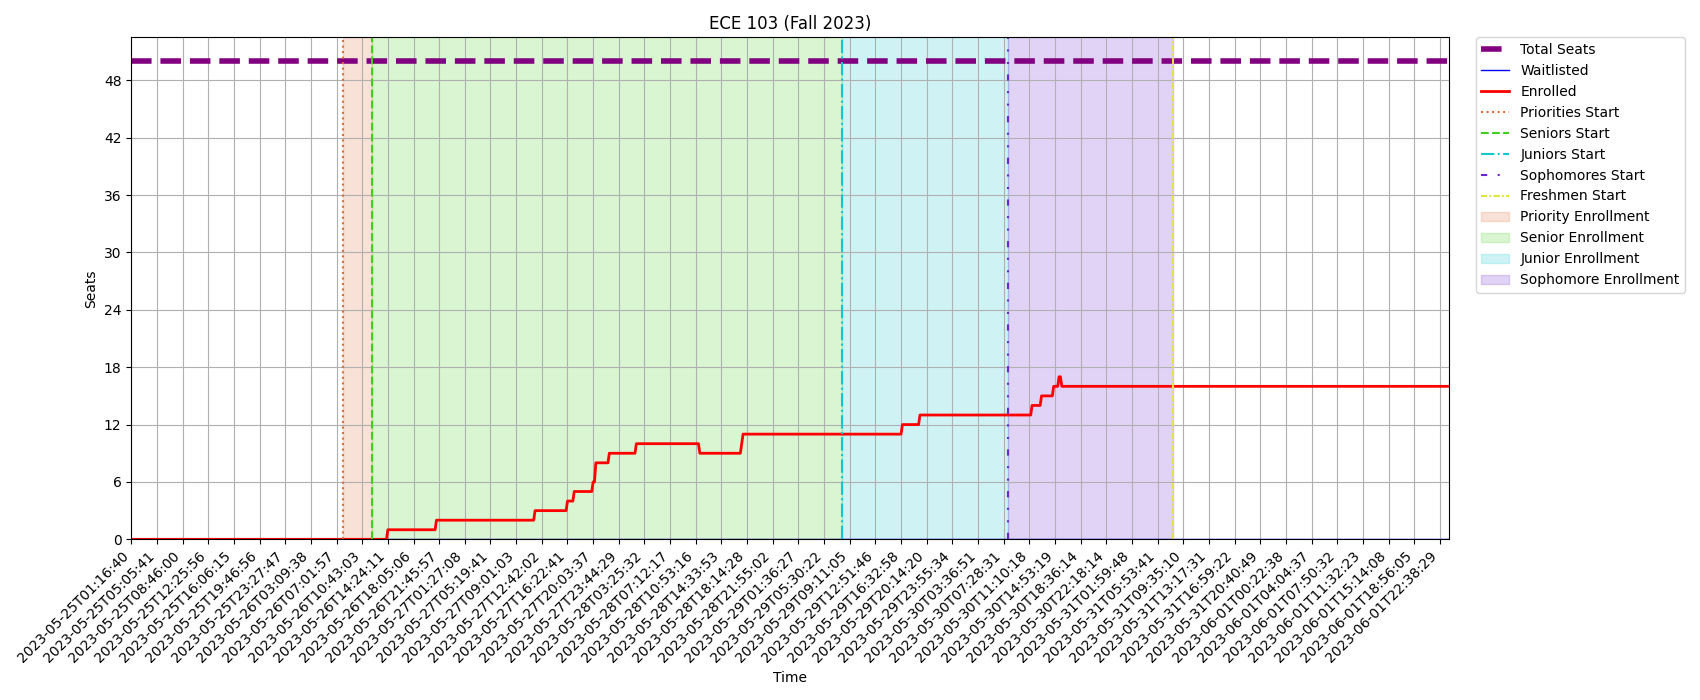 ECE 103 (Fall 2023)
Seats
48
42
36
30
24
18
12
6
0
2023-05-25T01:16:40
2023-05-25T05:05:41
2023-05-25T08:46:00
2023-05-25T12:25:56
2023-05-25T16:06:15
2023-05-25T19:46:56
2023-05-25T23:27:47
2023-05-26T03:09:38
2023-05-26T07:01:57
2023-05-26T10:43:03
2023-05-26T14:24:11
2023-05-26T18:05:06
2023-05-26T21:45:57
2023-05-27T01:27:08
2023-05-27T05:19:41
2023-05-27T09:01:03
2023-05-27T12:42:02
2023-05-27T16:22:41
2023-05-27T20:03:37
2023-05-27T23:44:29
2023-05-28T03:25:32
2023-05-28T07:12:17
2023-05-28T10:53:16
2023-05-28T14:33:53
2023-05-28T18:14:28
2023-05-28T21:55:02
2023-05-29T01:36:27
2023-05-29T05:30:22
2023-05-29T09:11:05
2023-05-29T12:51:46
2023-05-29T16:32:58
2023-05-29T20:14:20
2023-05-29T23:55:34
2023-05-30T03:36:51
2023-05-30T07:28:31
2023-05-30T11:10:18
2023-05-30T14:53:19
2023-05-30T18:36:14
2023-05-30T22:18:14
2023-05-31T01:59:48
2023-05-31T05:53:41
2023-05-31T09:35:10
2023-05-31T13:17:31
2023-05-31T16:59:22
2023-05-31T20:40:49
2023-06-01T00:22:38
2023-06-01T04:04:37
2023-06-01T07:50:32
2023-06-01T11:32:23
2023-06-01T15:14:08
2023-06-01T18:56:05
2023-06-01T22:38:29
Time
Total Seats
Waitlisted
Enrolled
Priorities Start
Seniors Start
Juniors Start
Sophomores Start
Freshmen Start
Priority Enrollment
Senior Enrollment
Junior Enrollment
Sophomore Enrollment